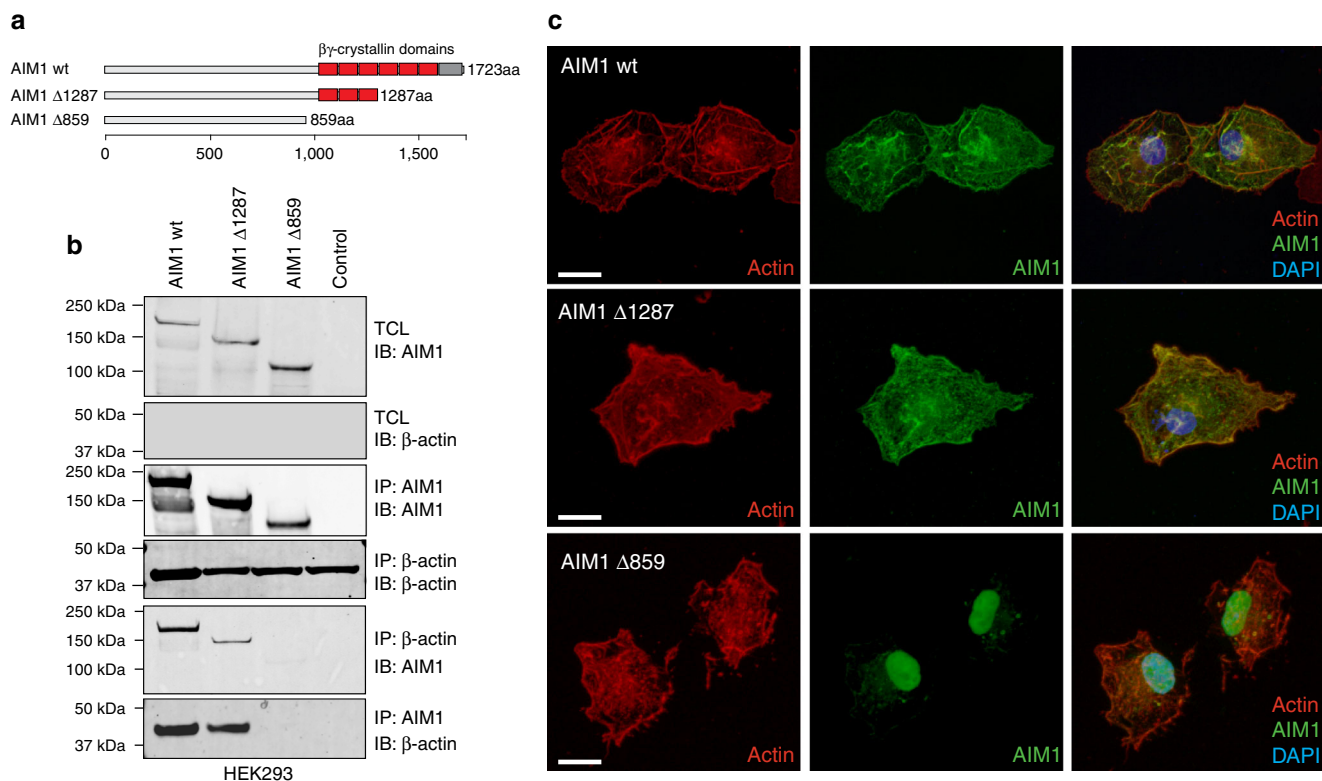 a
βγ-crystallin domains
AIM1 wt
1723aa
AIM1 Δ1287
1287aa
AIM1 Δ859
859aa
0 500 1,000 1,500
b
AIM1 wt
AIM1 Δ1287
AIM1 Δ859
Control
250 kDa
150 kDa
100 kDa
TCL
IB: AIM1
50 kDa
37 kDa
TCL
IB: β-actin
250 kDa
150 kDa
IP: AIM1
IB: AIM1
50 kDa
37 kDa
IP: β-actin
IB: β-actin
250 kDa
150 kDa
100 kDa
IP: β-actin
IB: AIM1
50 kDa
37 kDa
IP: AIM1
IB: β-actin
HEK293
c
AIM1 wt
Actin
AIM1
Actin
AIM1
DAPI
AIM1 Δ1287
Actin
AIM1
Actin
AIM1
DAPI
AIM1 Δ859
Actin
AIM1
Actin
AIM1
DAPI